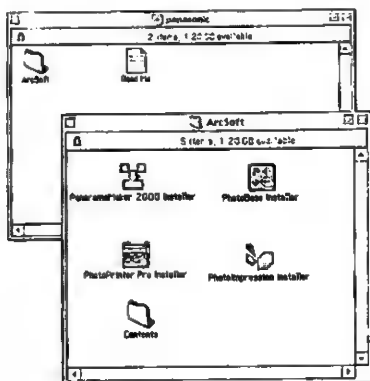 panasonic
2 items, 1.20 GB available
ArcSoft
Read Me
ArcSoft
5 items, 1.20 GB available
PanoramaMaker 2000 Installer
PhotoBase Installer
PhotoPrinter Pro Installer
PhotoImpression Installer
Contents